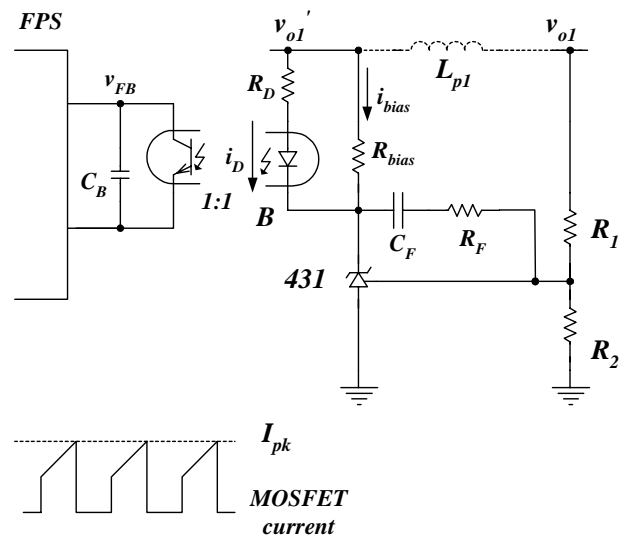 FPS
v_o1'
v_o1
L_p1
R_D
v_FB
i_bias
i_D
R_bias
C_B
1:1
B
C_F
R_F
R_1
431
R_2
I_pk
MOSFET
current